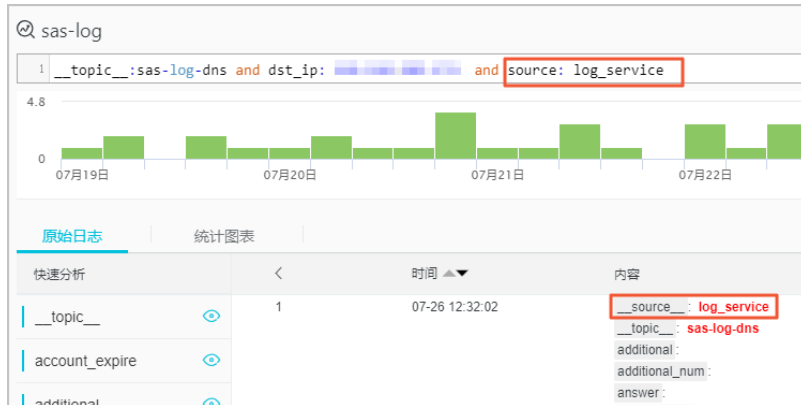 sas-log
1 __topic__:sas-log-dns and dst_ip: and source: log_service
4.8
0
07月19日 07月20日 07月21日 07月22日
原始日志 统计图表
快速分析 < 时间 内容
__topic__ 1 07-26 12:32:02 __source__: log_service
__topic__: sas-log-dns
account_expire additional:
additional_num:
additional answer: